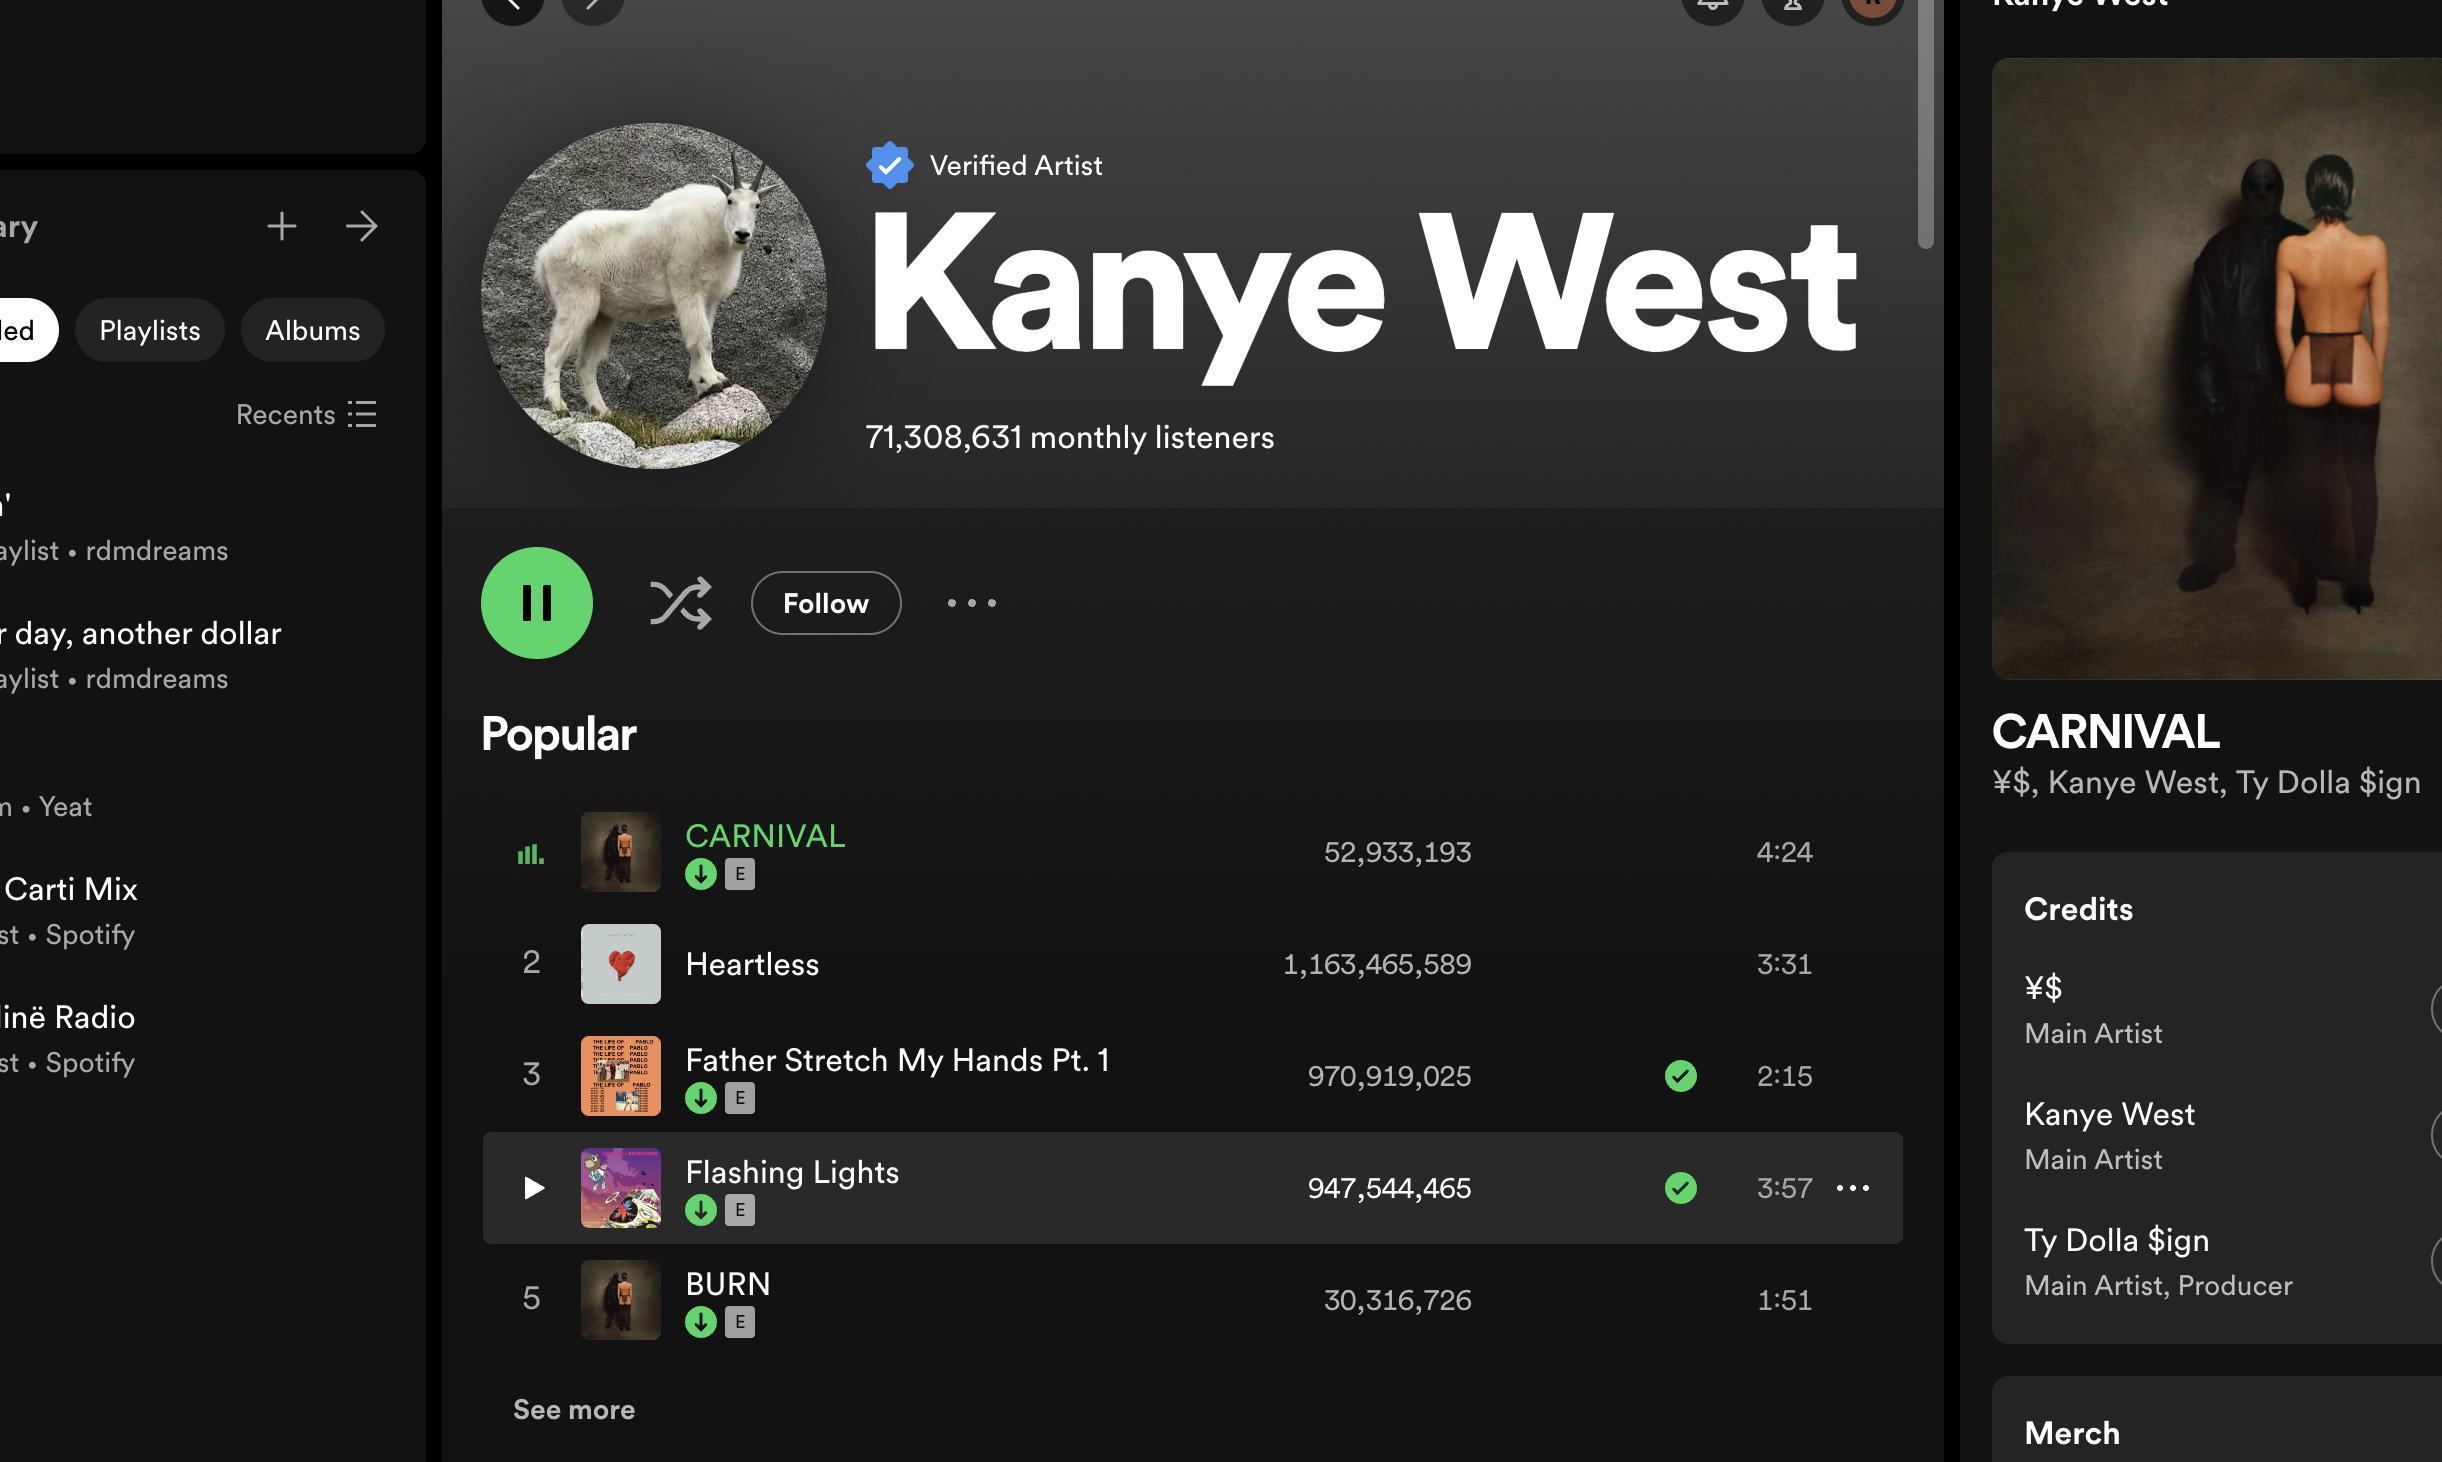 ary
Playlists
Albums
Recents
aylist • rdmdreams
r day, another dollar
aylist • rdmdreams
• Yeat
Carti Mix
st • Spotify
inë Radio
st • Spotify
Verified Artist
Kanye West
71,308,631 monthly listeners
Follow
Popular
CARNIVAL
E
52,933,193
4:24
2
Heartless
1,163,465,589
3:31
3
Father Stretch My Hands Pt. 1
E
970,919,025
2:15
Flashing Lights
E
947,544,465
3:57
5
BURN
E
30,316,726
1:51
See more
Kanye West
CARNIVAL
¥$, Kanye West, Ty Dolla $ign
Credits
¥$
Main Artist
Kanye West
Main Artist
Ty Dolla $ign
Main Artist, Producer
Merch